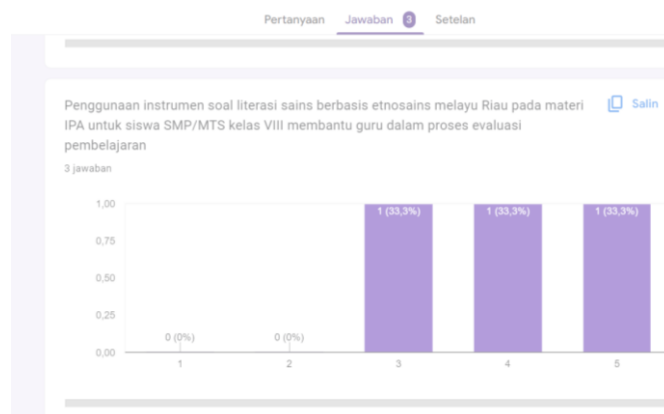 Pertanyaan Jawaban 3 Setelan
Penggunaan instrumen soal literasi sains berbasis etnosains melayu Riau pada materi
IPA untuk siswa SMP/MTS kelas VIII membantu guru dalam proses evaluasi
pembelajaran
Salin
3 jawaban
1,00
0,75
0,50
0,25
0,00
0 (0%) 0 (0%) 1 (33,3%) 1 (33,3%) 1 (33,3%)
1 2 3 4 5